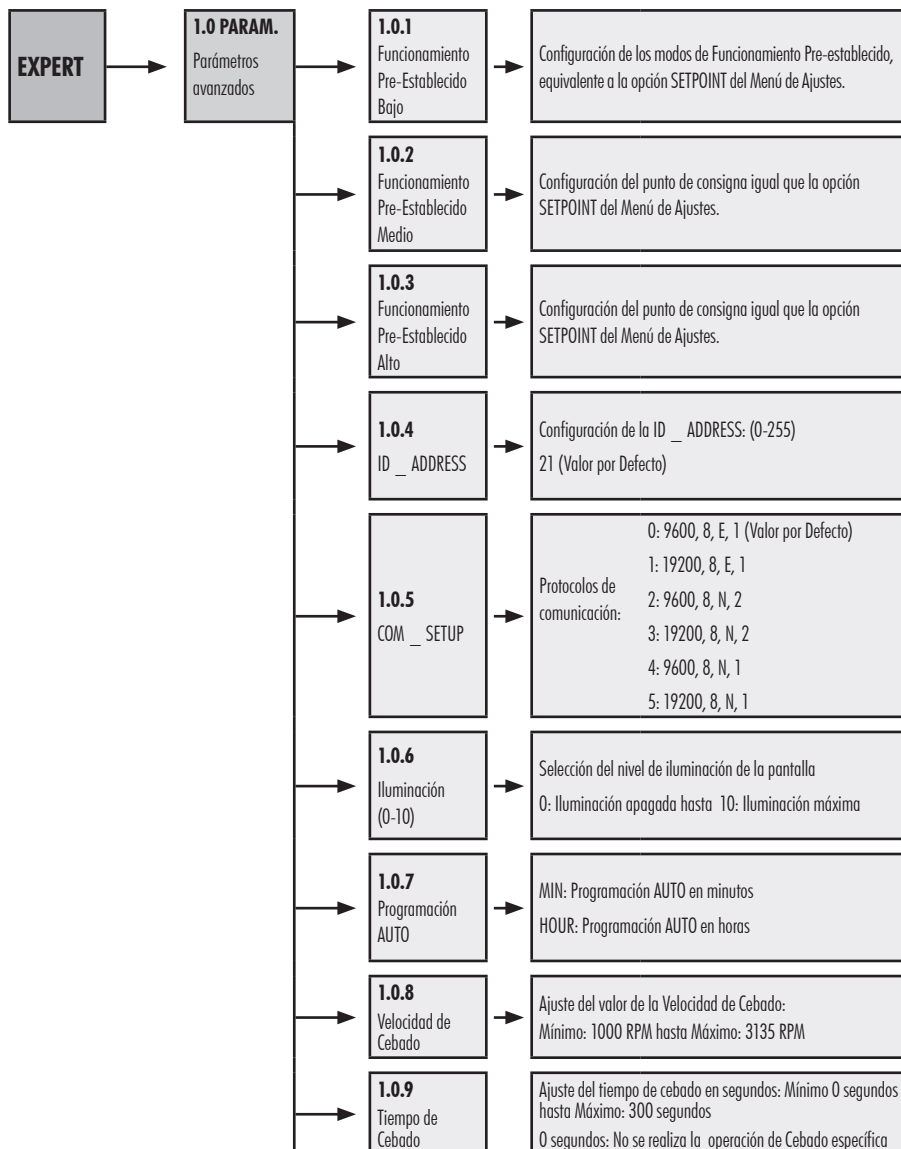 EXPERT
1.0 PARAM.
Parámetros
avanzados
1.0.1
Funcionamiento
Pre-Establecido
Bajo
Configuración de los modos de Funcionamiento Pre-establecido,
equivalente a la opción SETPOINT del Menú de Ajustes.
1.0.2
Funcionamiento
Pre-Establecido
Medio
Configuración del punto de consigna igual que la opción
SETPOINT del Menú de Ajustes.
1.0.3
Funcionamiento
Pre-Establecido
Alto
Configuración del punto de consigna igual que la opción
SETPOINT del Menú de Ajustes.
1.0.4
ID _ ADDRESS
Configuración de la ID _ ADDRESS: (0-255)
21 (Valor por Defecto)
1.0.5
COM _ SETUP
Protocolos de
comunicación:
0: 9600, 8, E, 1 (Valor por Defecto)
1: 19200, 8, E, 1
2: 9600, 8, N, 2
3: 19200, 8, N, 2
4: 9600, 8, N, 1
5: 19200, 8, N, 1
1.0.6
Iluminación
(0-10)
Selección del nivel de iluminación de la pantalla
0: Iluminación apagada hasta 10: Iluminación máxima
1.0.7
Programación
AUTO
MIN: Programación AUTO en minutos
HOUR: Programación AUTO en horas
1.0.8
Velocidad de
Cebado
Ajuste del valor de la Velocidad de Cebado:
Mínimo: 1000 RPM hasta Máximo: 3135 RPM
1.0.9
Tiempo de
Cebado
Ajuste del tiempo de cebado en segundos: Mínimo 0 segundos
hasta Máximo: 300 segundos
0 segundos: No se realiza la operación de Cebado específica